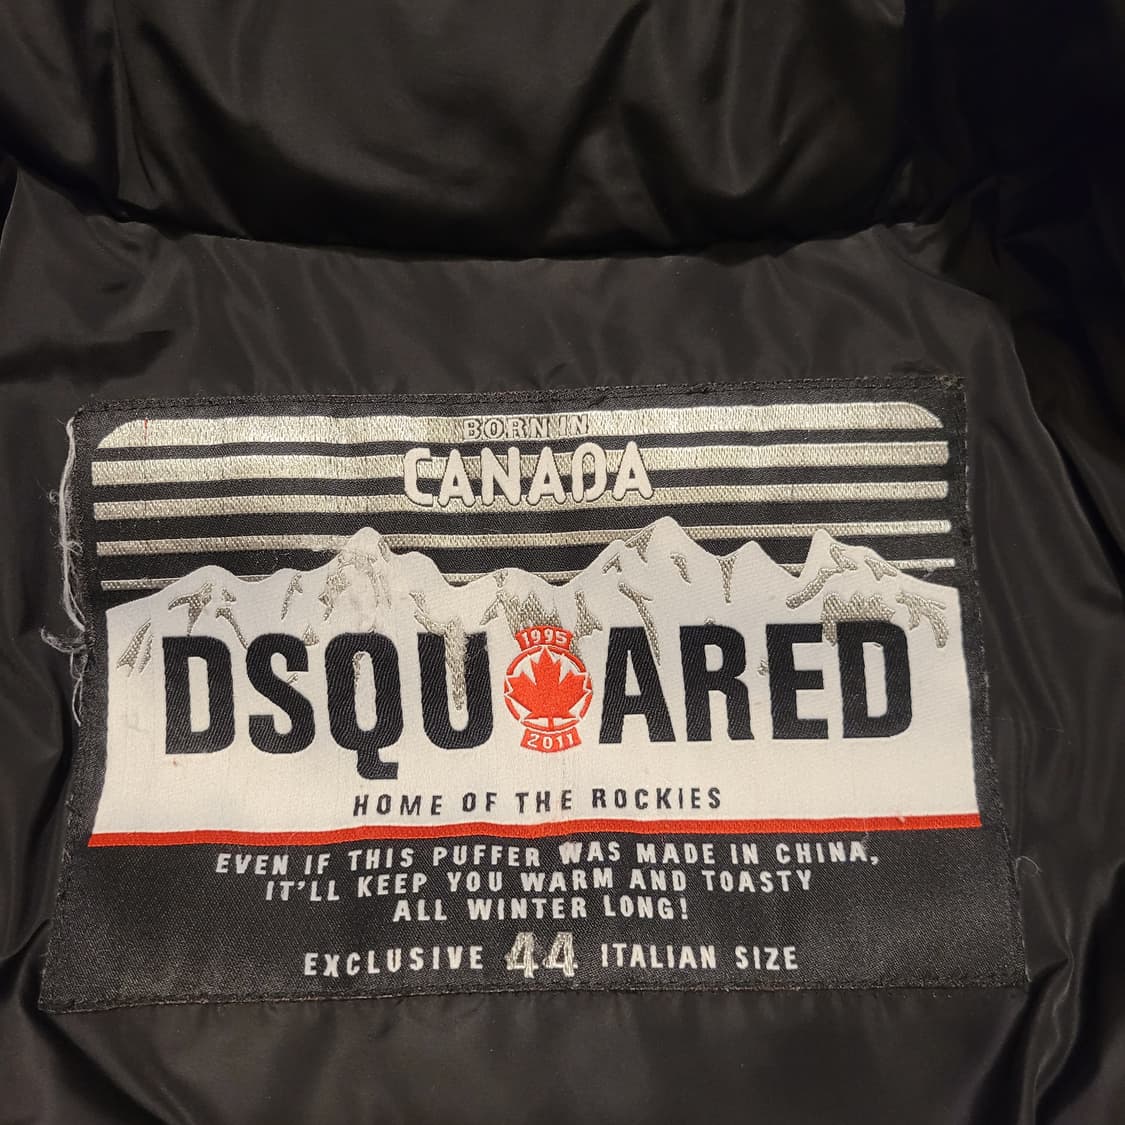 BORN IN
CANADA
1995
DSQU ARED
2011
HOME OF THE ROCKIES
EVEN IF THIS PUFFER WAS MADE IN CHINA,
IT'LL KEEP YOU WARM AND TOASTY
ALL WINTER LONG!
EXCLUSIVE 44 ITALIAN SIZE